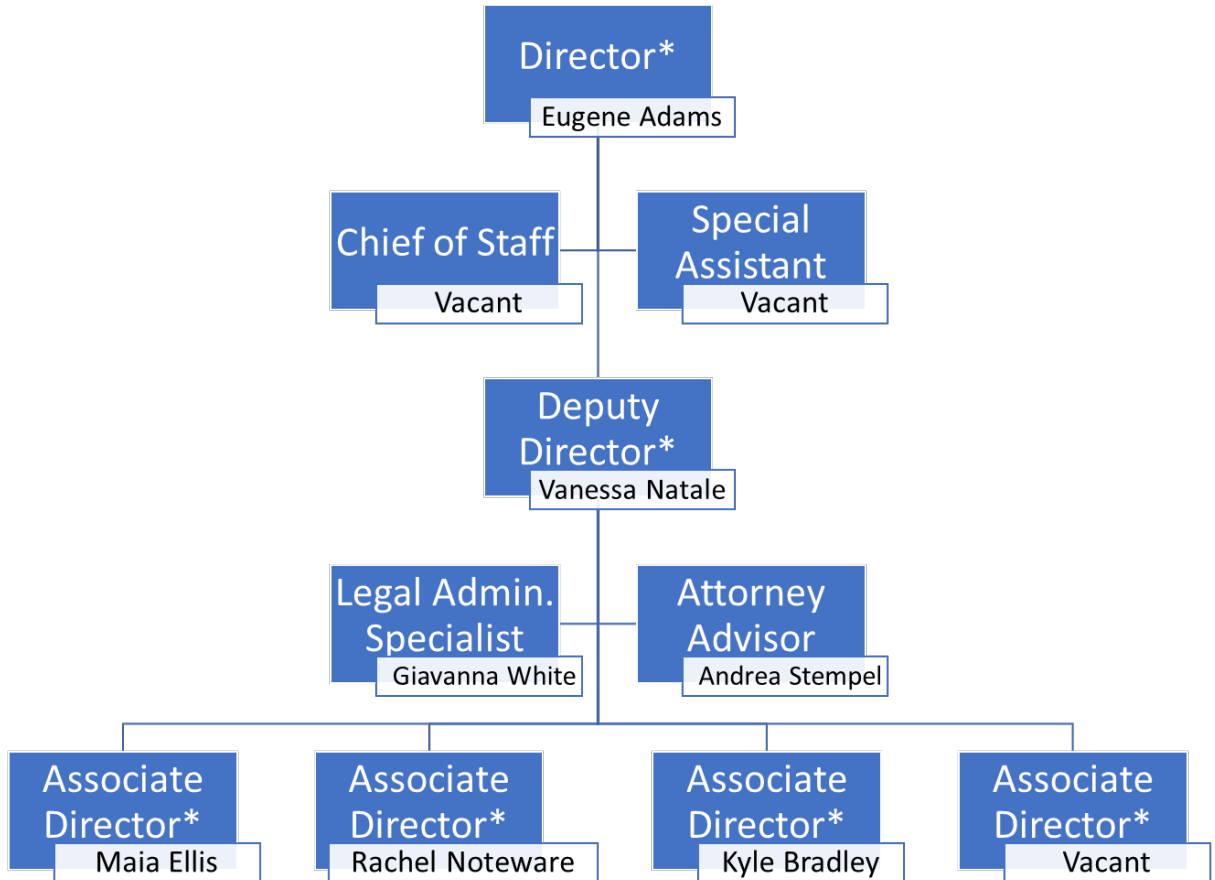 Director*
Eugene Adams
Chief of Staff
Vacant
Special
Assistant
Vacant
Deputy
Director*
Vanessa Natale
Legal Admin.
Specialist
Giavanna White
Attorney
Advisor
Andrea Stempel
Associate
Director*
Maia Ellis
Associate
Director*
Rachel Noteware
Associate
Director*
Kyle Bradley
Associate
Director*
Vacant